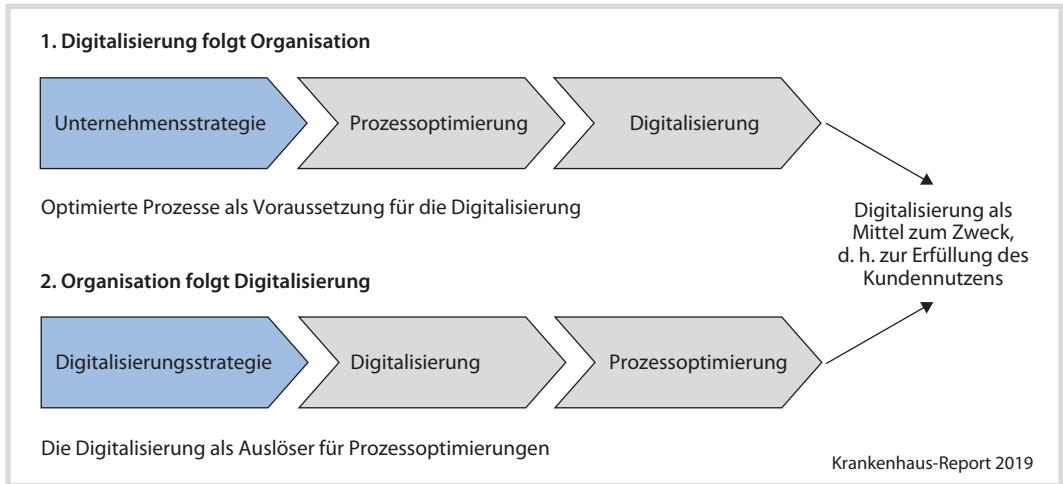 1. Digitalisierung folgt Organisation
Unternehmensstrategie
Prozessoptimierung
Digitalisierung
Optimierte Prozesse als Voraussetzung für die Digitalisierung
2. Organisation folgt Digitalisierung
Digitalisierungsstrategie
Digitalisierung
Prozessoptimierung
Die Digitalisierung als Auslöser für Prozessoptimierungen
Digitalisierung als
Mittel zum Zweck,
d. h. zur Erfüllung des
Kundennutzens
Krankenhaus-Report 2019